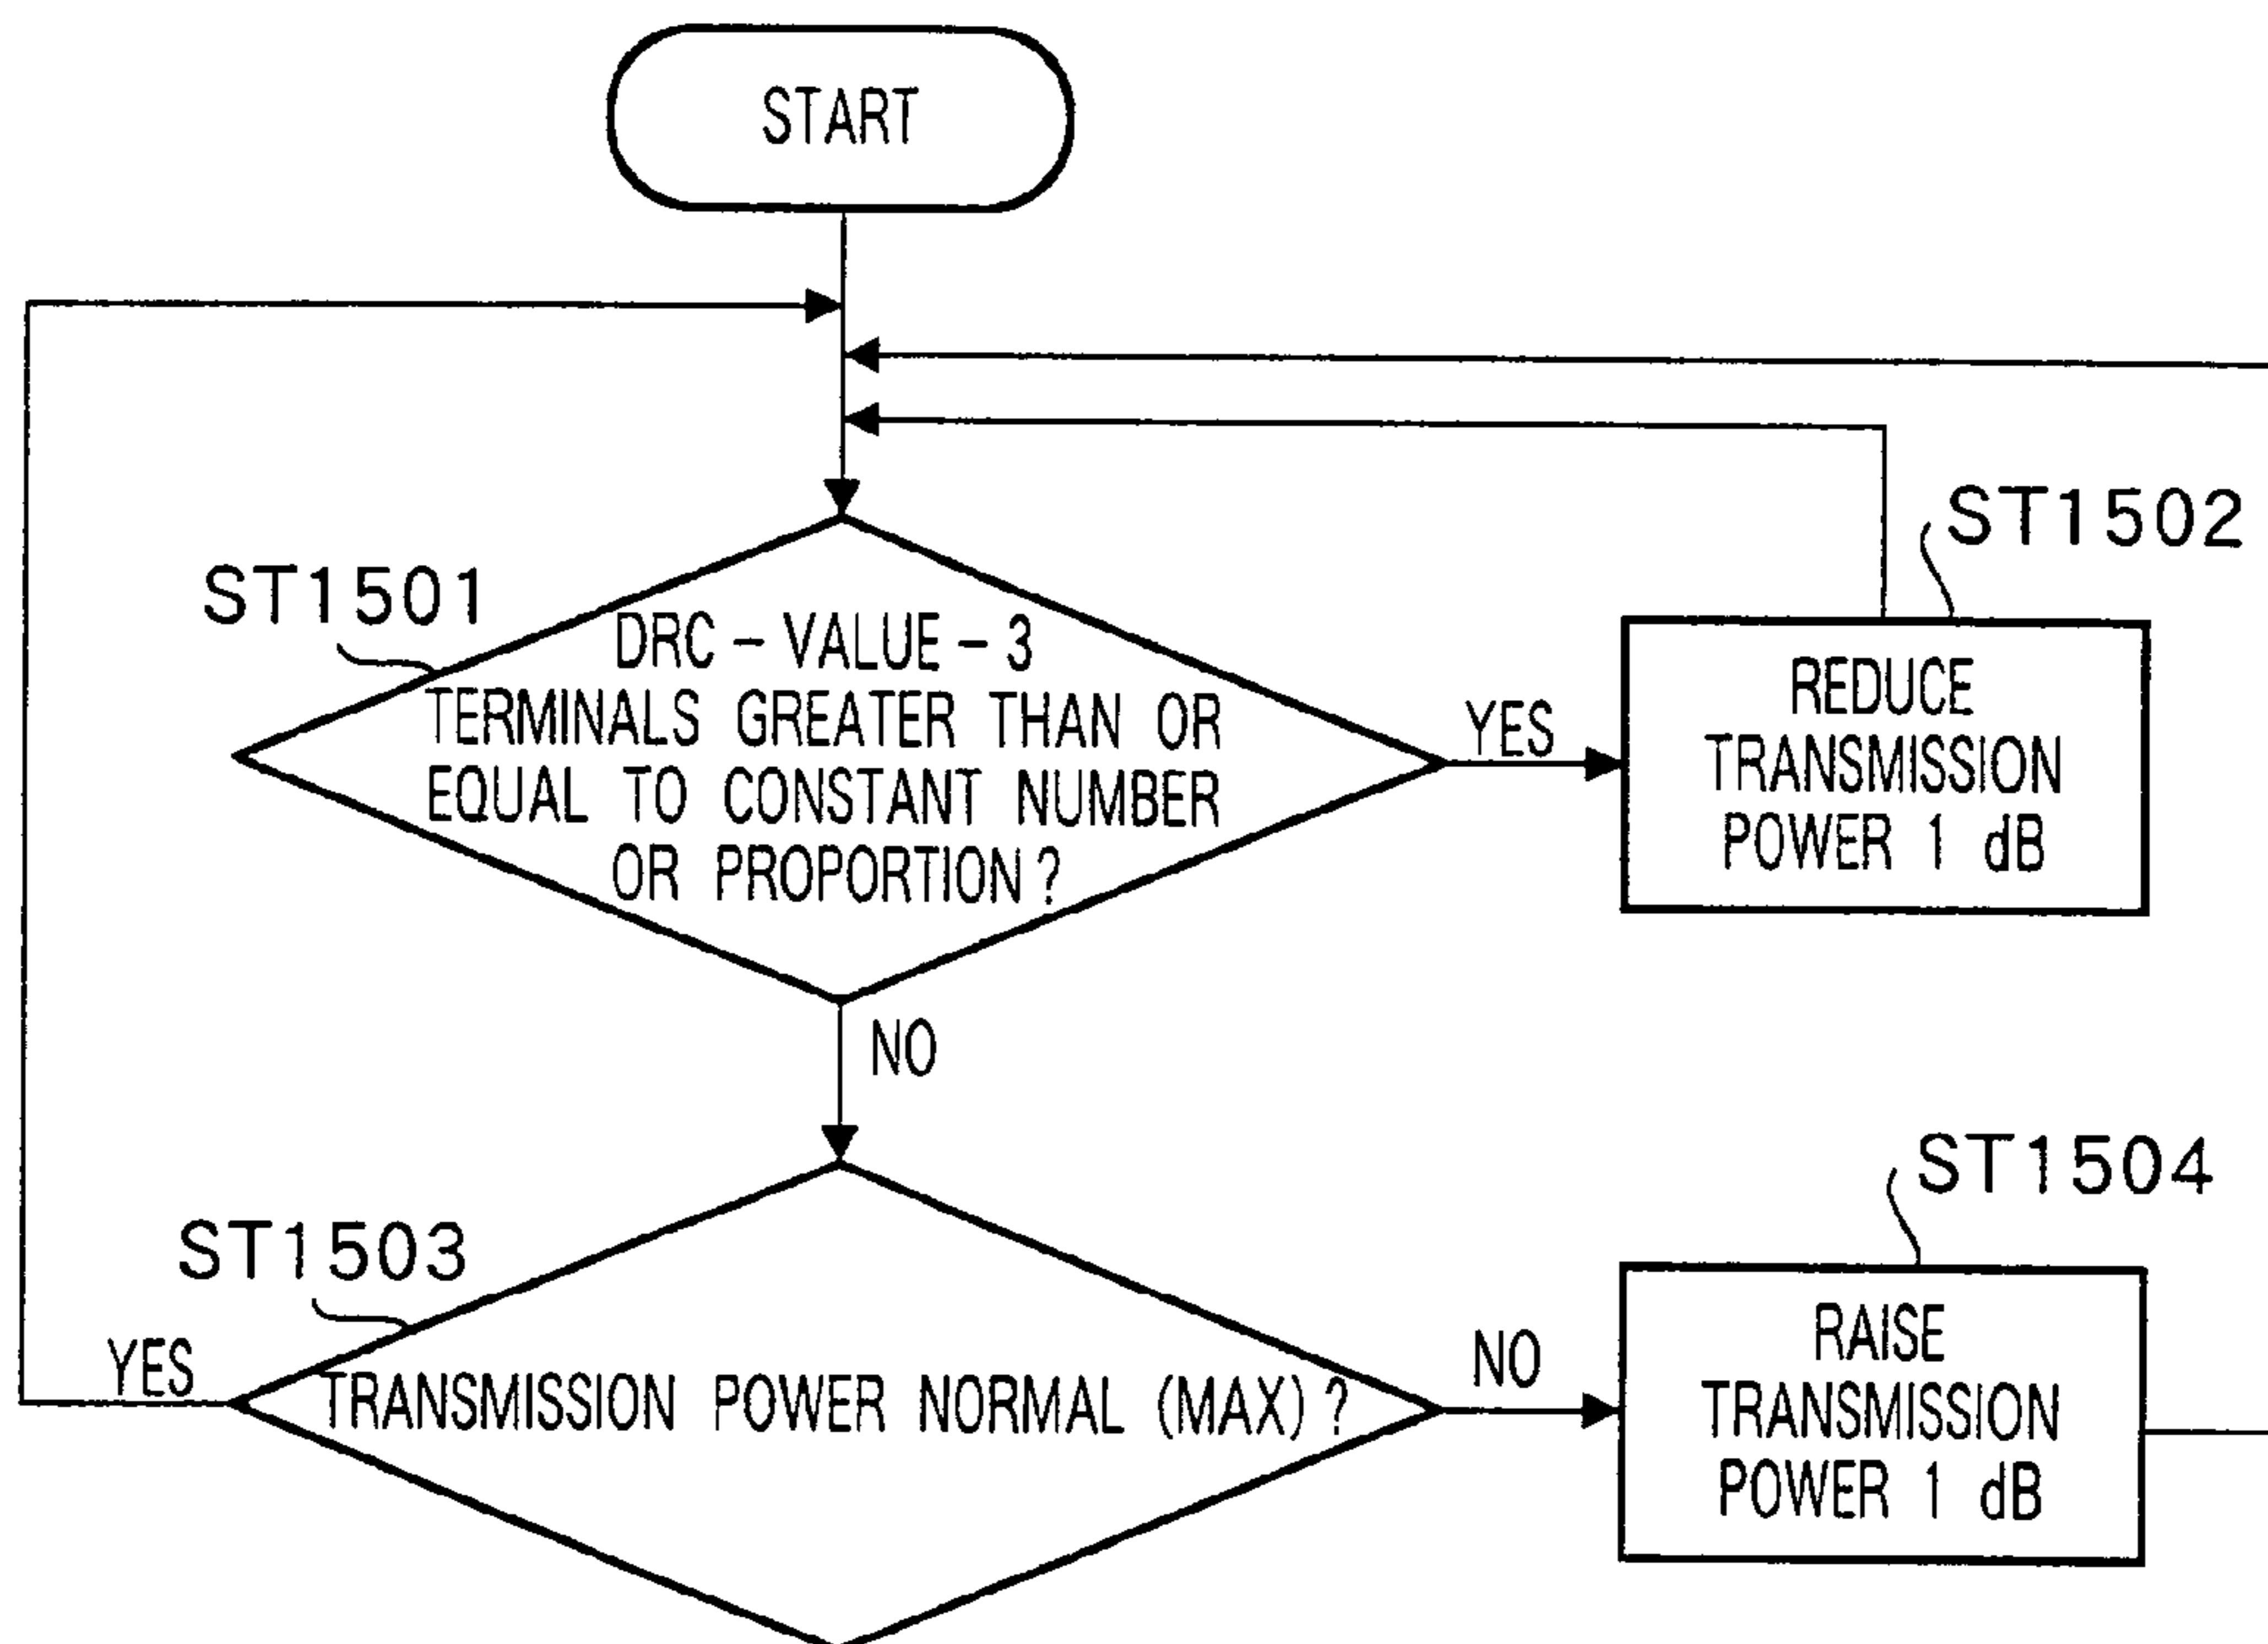 START
ST1501
DRC - VALUE - 3
TERMINALS GREATER THAN OR
EQUAL TO CONSTANT NUMBER
OR PROPORTION?
YES
ST1502
REDUCE
TRANSMISSION
POWER 1 dB
NO
ST1503
YES
TRANSMISSION POWER NORMAL (MAX)?
NO
ST1504
RAISE
TRANSMISSION
POWER 1 dB